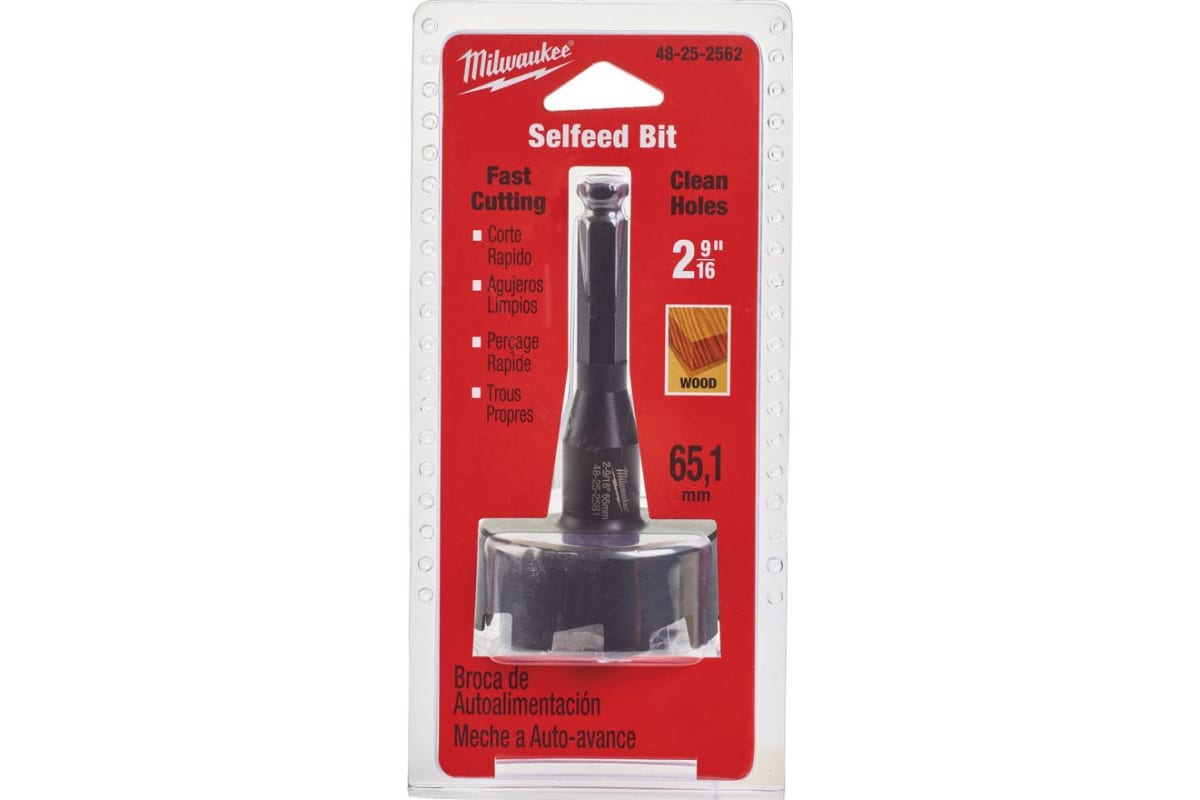 Milwaukee®
48-25-2562
Selfeed Bit
Fast
Cutting
Corte
Rapido
Agujeros
Limpios
Perçage
Rapide
Trous
Propres
Clean
Holes
2 9/16"
WOOD
65,1
mm
Milwaukee
2-9/16" 65mm
48-25-2561
Broca de
Autoalimentación
Meche a Auto-avance